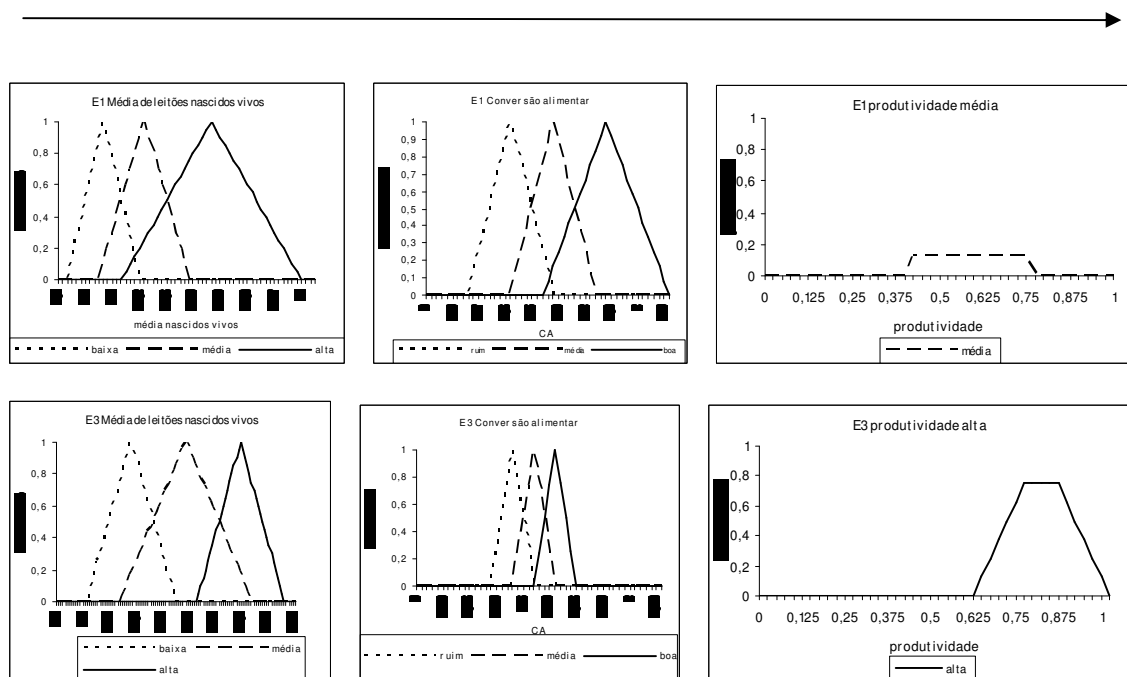 E1 Média de leitões nascidos vivos
1
0,8
0,6
0,4
0,2
0
média nascidos vivos
baixa média alta
E1 Conversão alimentar
1
0,9
0,8
0,7
0,6
0,5
0,4
0,3
0,2
0,1
0
CA
ruim média boa
E1 produtividade média
1
0,8
0,6
0,4
0,2
0
0 0,125 0,25 0,375 0,5 0,625 0,75 0,875 1
produtividade
média
E3 Média de leitões nascidos vivos
1
0,8
0,6
0,4
0,2
0
baixa média
alta
E3 Conversão alimentar
1
0,8
0,6
0,4
0,2
0
CA
ruim média boa
E3 produtividade alta
1
0,8
0,6
0,4
0,2
0
0 0,125 0,25 0,375 0,5 0,625 0,75 0,875 1
produtividade
alta